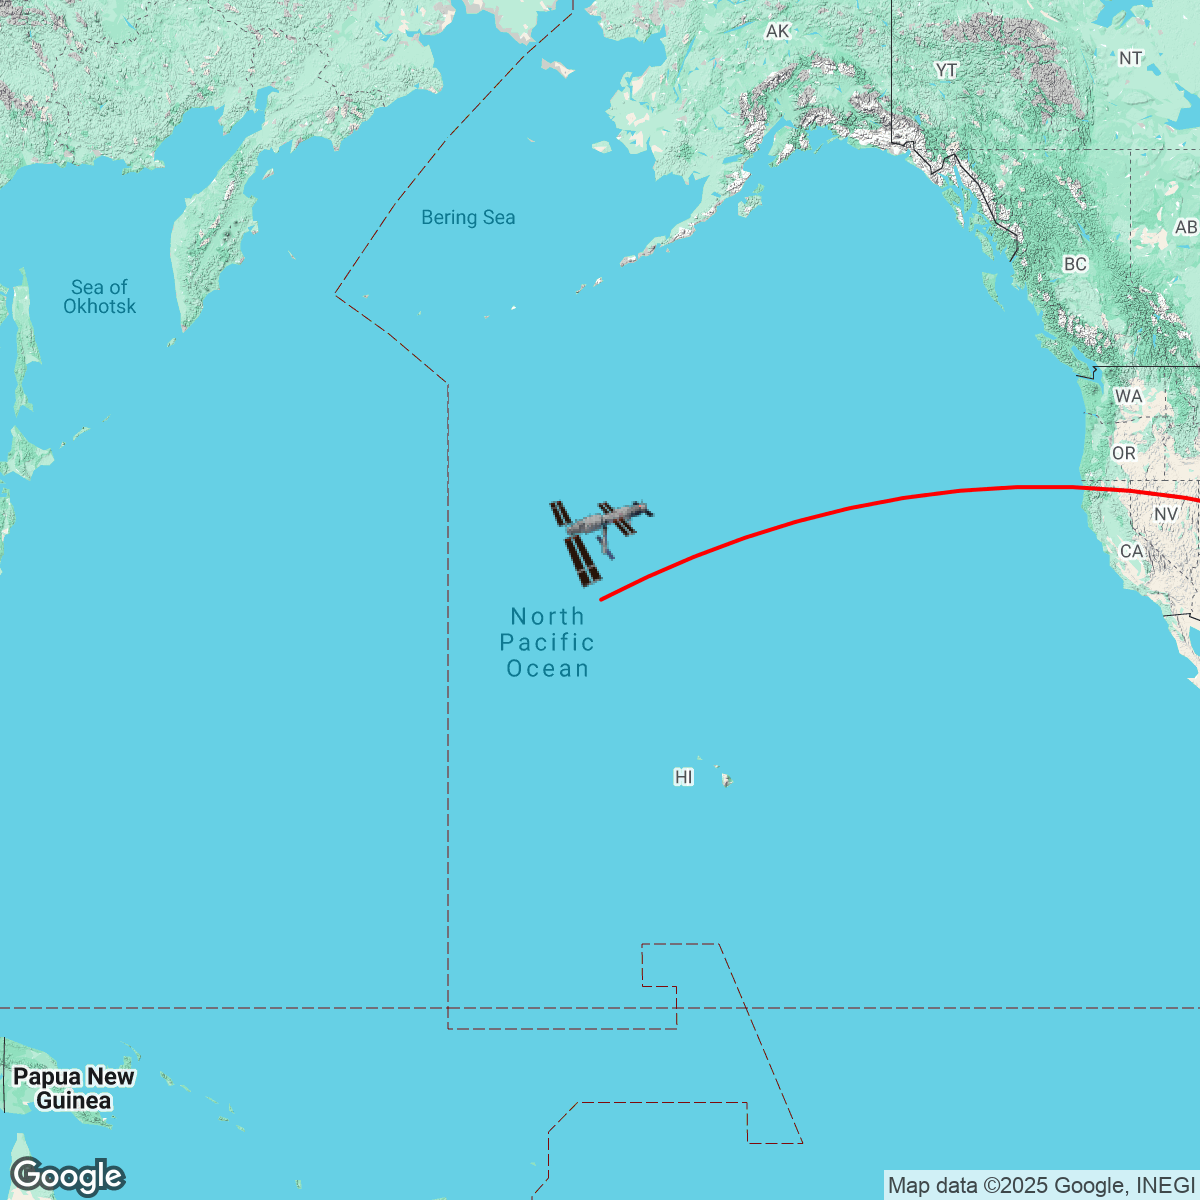 AK
NT
YT
Bering Sea
AB
BC
Sea of
Okhotsk
WA
OR
NV
CA
North
Pacific
Ocean
HI
Papua New
Guinea
Google
Map data ©2025 Google, INEGI